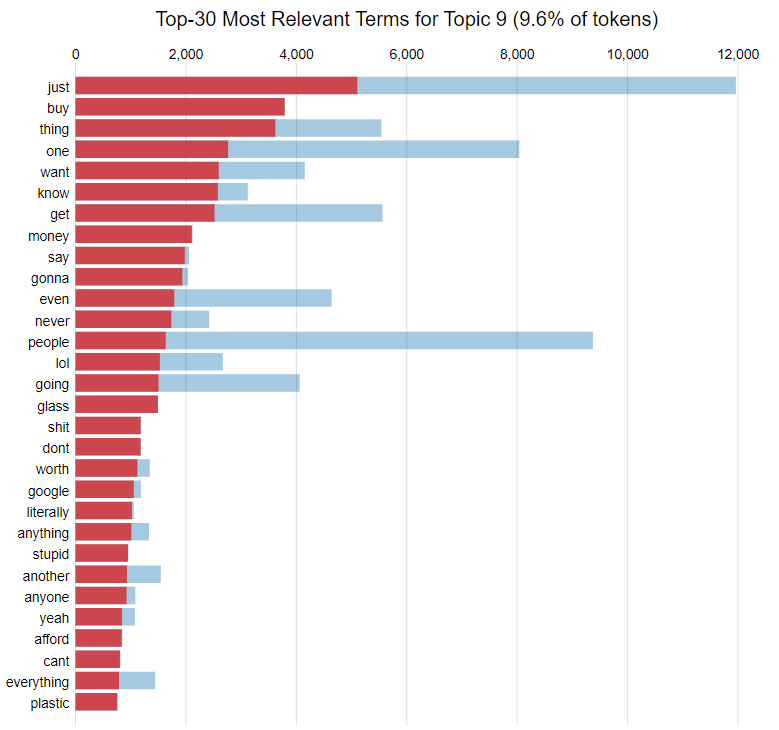 Top-30 Most Relevant Terms for Topic 9 (9.6% of tokens)
0 2,000 4,000 6,000 8,000 10,000 12,000
just
buy
thing
one
want
know
get
money
say
gonna
even
never
people
lol
going
glass
shit
dont
worth
google
literally
anything
stupid
another
anyone
yeah
afford
cant
everything
plastic